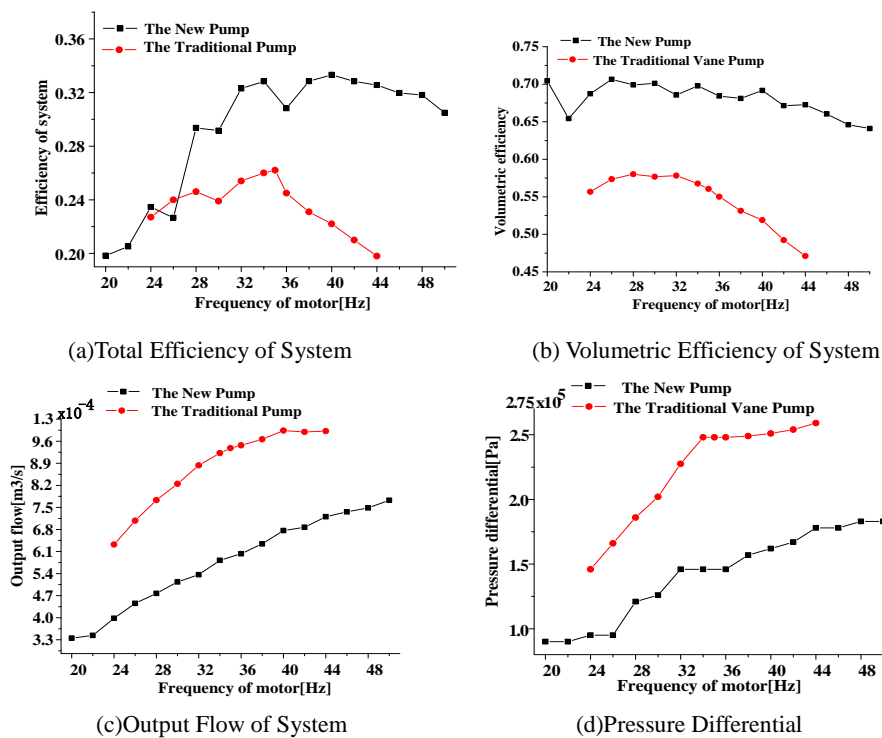 The New Pump
The Traditional Pump
0.36
0.32
0.28
0.24
0.20
Efficiency of system
20 24 28 32 36 40 44 48
Frequency of motor[Hz]
(a)Total Efficiency of System
The New Pump
The Traditional Vane Pump
0.75
0.70
0.65
0.60
0.55
0.50
0.45
Volumetric efficiency
20 24 28 32 36 40 44 48
Frequency of motor[Hz]
(b) Volumetric Efficiency of System
The New Pump
The Traditional Pump
x10-4
1.3
9.6
8.9
8.2
7.5
6.8
6.1
5.4
4.7
4.0
3.3
Output flow[m3/s]
20 24 28 32 36 40 44 48
Frequency of motor[Hz]
(c)Output Flow of System
The New Pump
The Traditional Vane Pump
2.75
x10 5
2.5
2.0
1.5
1.0
Pressure differential[Pa]
20 24 28 32 36 40 44 48
Frequency of motor[Hz]
(d)Pressure Differential